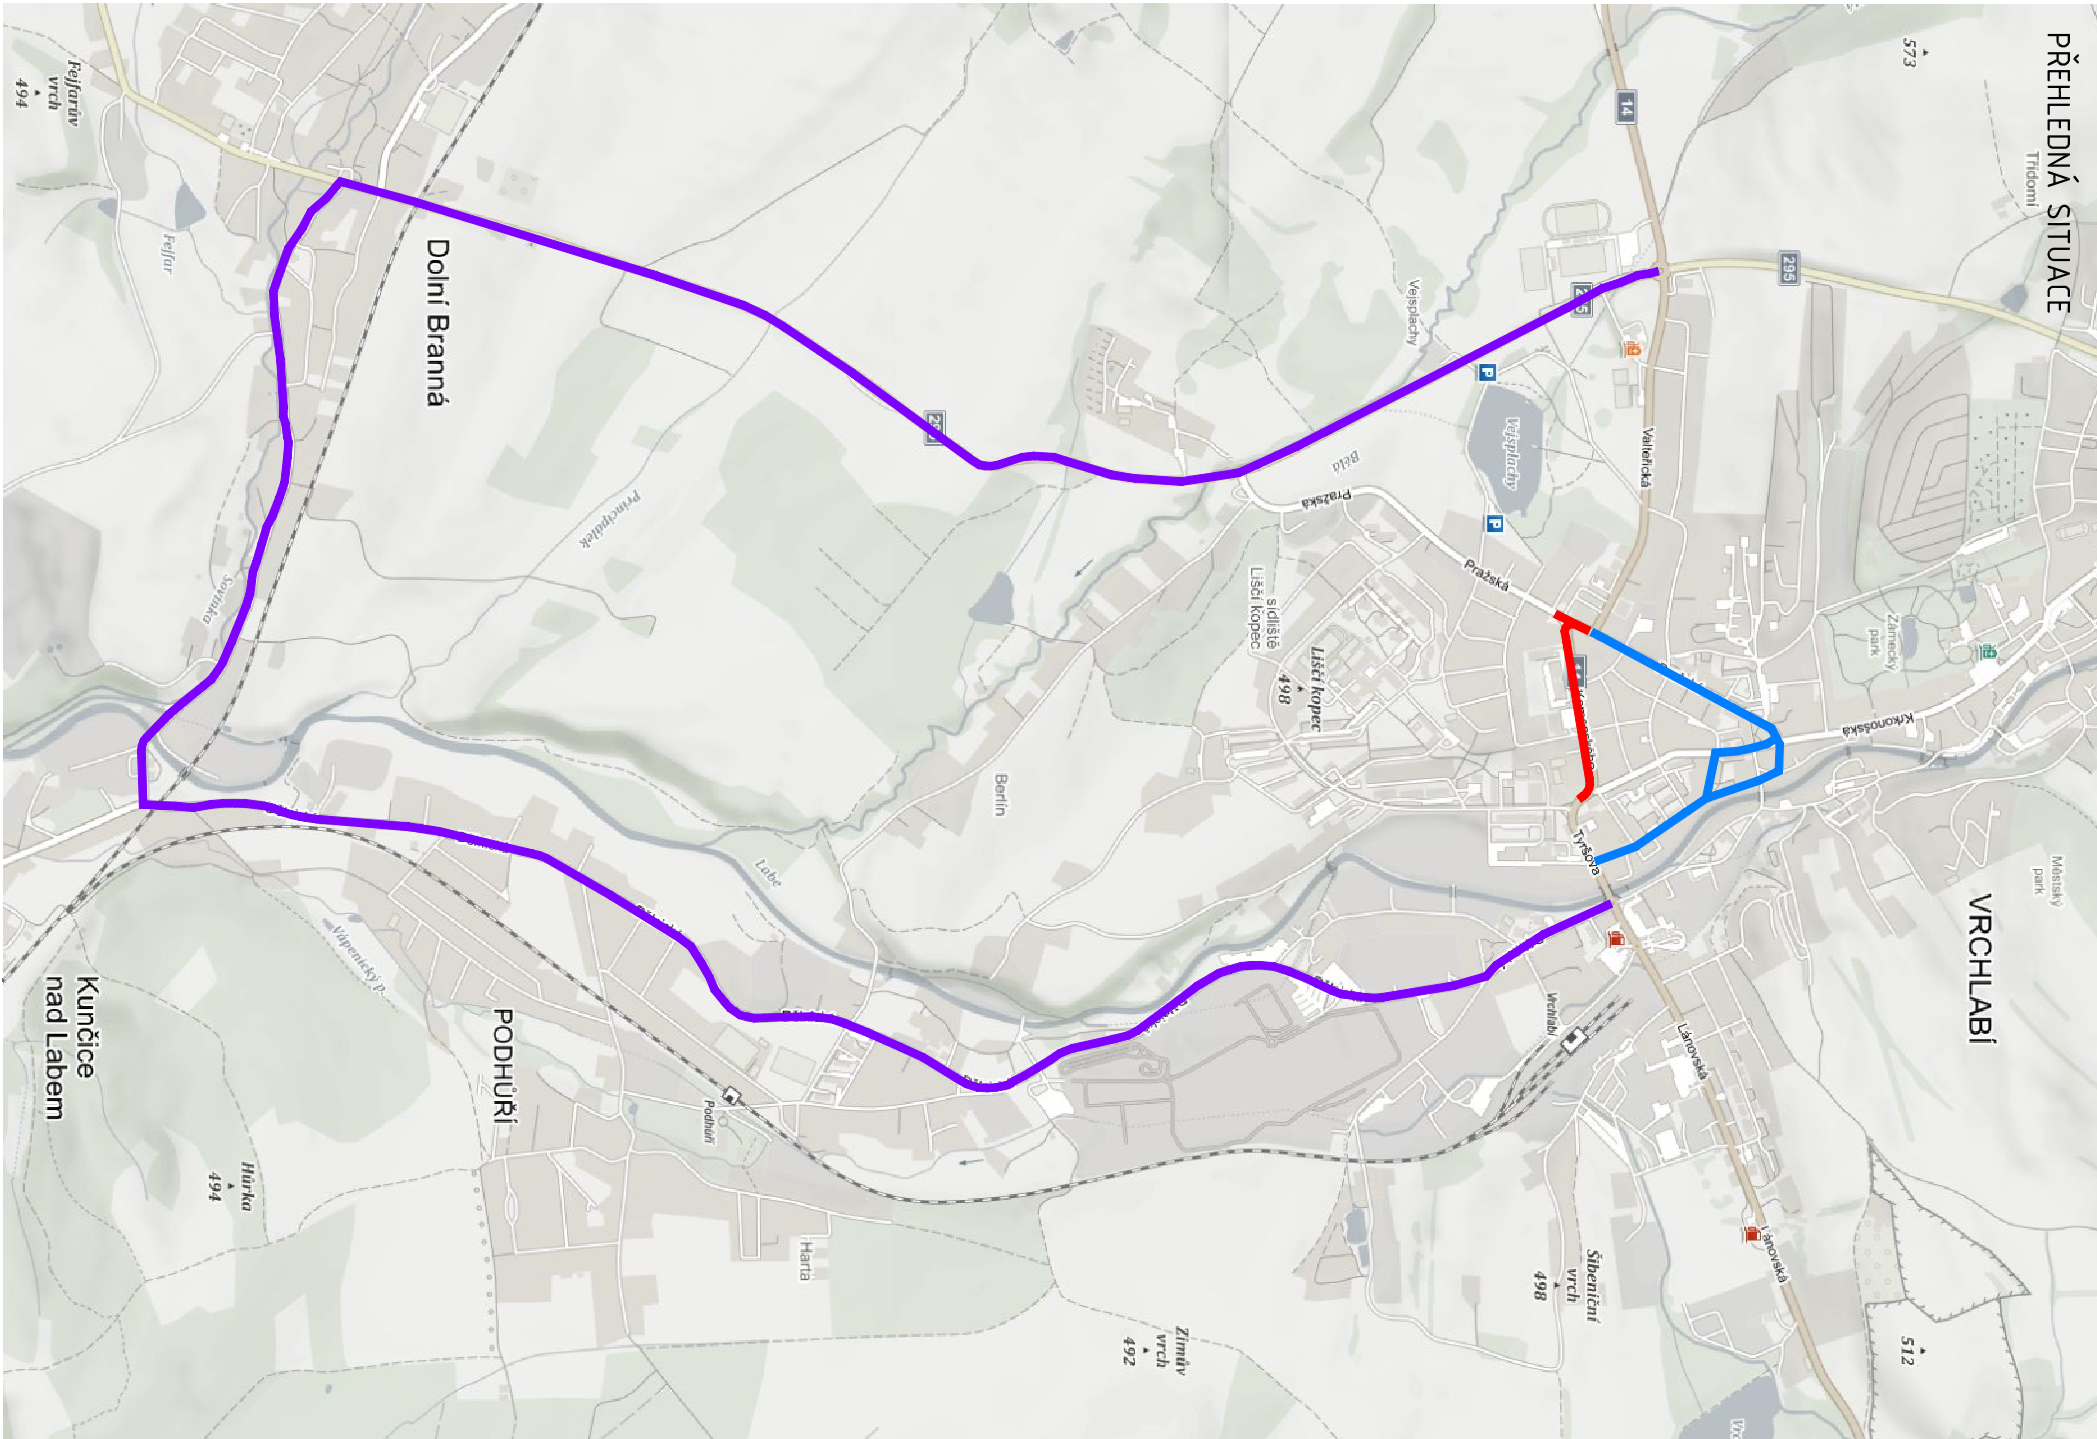 PŘEHLEDNÁ SITUACE
573
Třídomí
14
295
Fejfarův
vrch
494
Fejfar
Dolní Branná
Vejsplachy
Vejsplachy
Valteřická
Bělá
Pražská
Pražská
Principálek
Sovinka
sídliště
Liščí kopec
Liščí kopec
498
Zámecký
park
Krkonošská
Berlín
Labe
Tyršova
Městský
park
VRCHLABÍ
Vápenický p.
Kunčice
nad Labem
PODHŮŘÍ
Podhůří
Vrchlabí
Lánovská
Lánovská
Hůrka
494
Harta
Šibeniční
vrch
498
Zimův
vrch
492
512
P
P